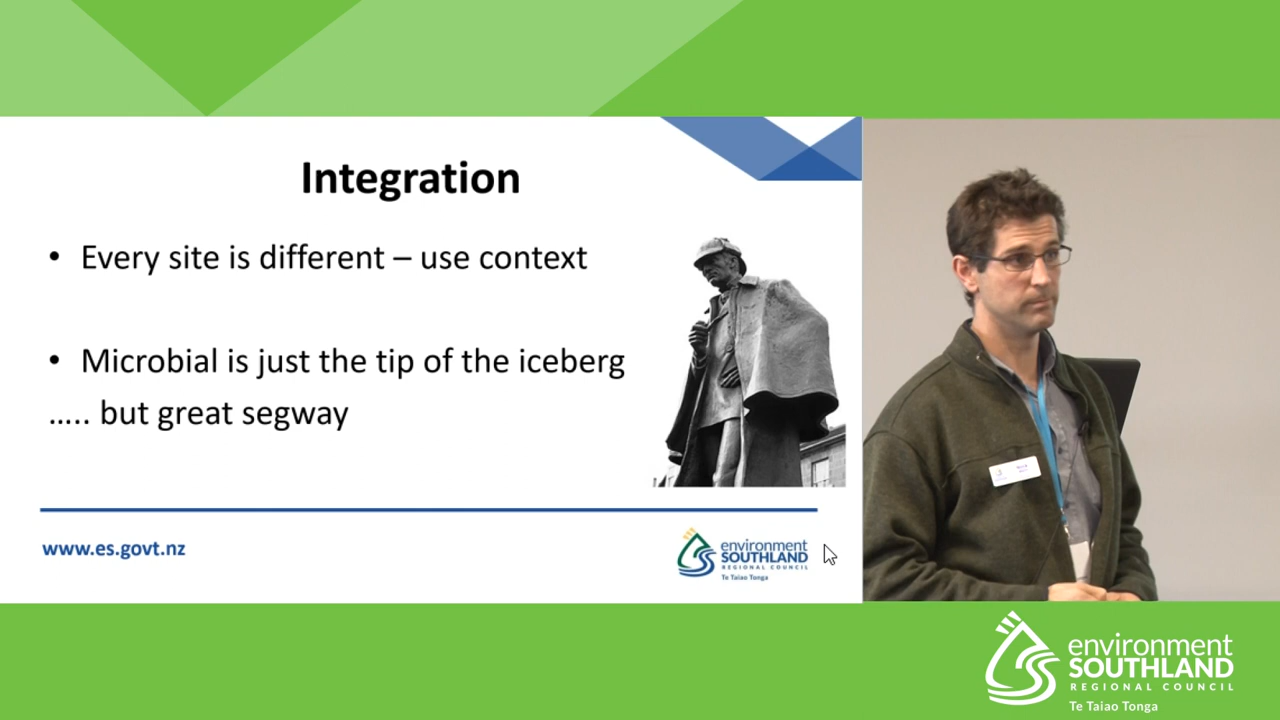 Integration
• Every site is different – use context
• Microbial is just the tip of the iceberg
….. but great segway
www.es.govt.nz
environment
SOUTHLAND
REGIONAL COUNCIL
Te Taiao Tonga
environment
SOUTHLAND
REGIONAL COUNCIL
Te Taiao Tonga